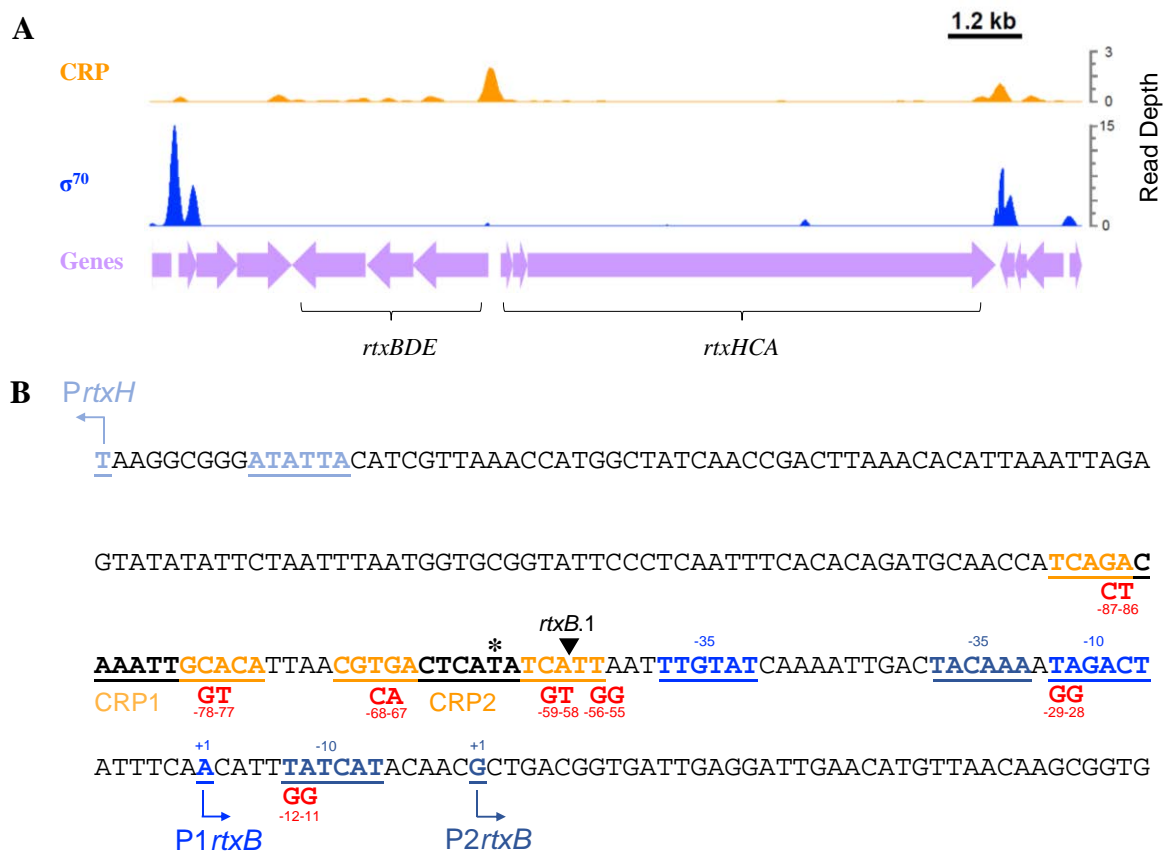 A
1.2 kb
CRP
3
0
σ70
15
0
Read Depth
Genes
rtxBDE
rtxHCA
B
PrtxH
TAAGGCGGGATATTACATCGTTAAACCATGGCTATCAACCGACTTAAACACATTAAATTAGA
GTATATATTCTAATTTAATGGTGCGGTATTCCCTCAATTTCACACAGATGCAACCATCAGAC
CT
-87-86
* rtxB.1
-35 -35 -10
AAATTGCACATTAACGTGACTCATATCATTAATTTGTATCAAAATTGACTACAAAATAGACT
CRP1 GT CA CRP2 GT GG GG
-78-77 -68-67 -59-58 -56-55 -29-28
+1 -10 +1
ATTTCAACATTTATCATACAACGCTGACGGTGATTGAGGATTGAACATGTTAACAAGCGGTG
GG
-12-11
P1rtxB P2rtxB